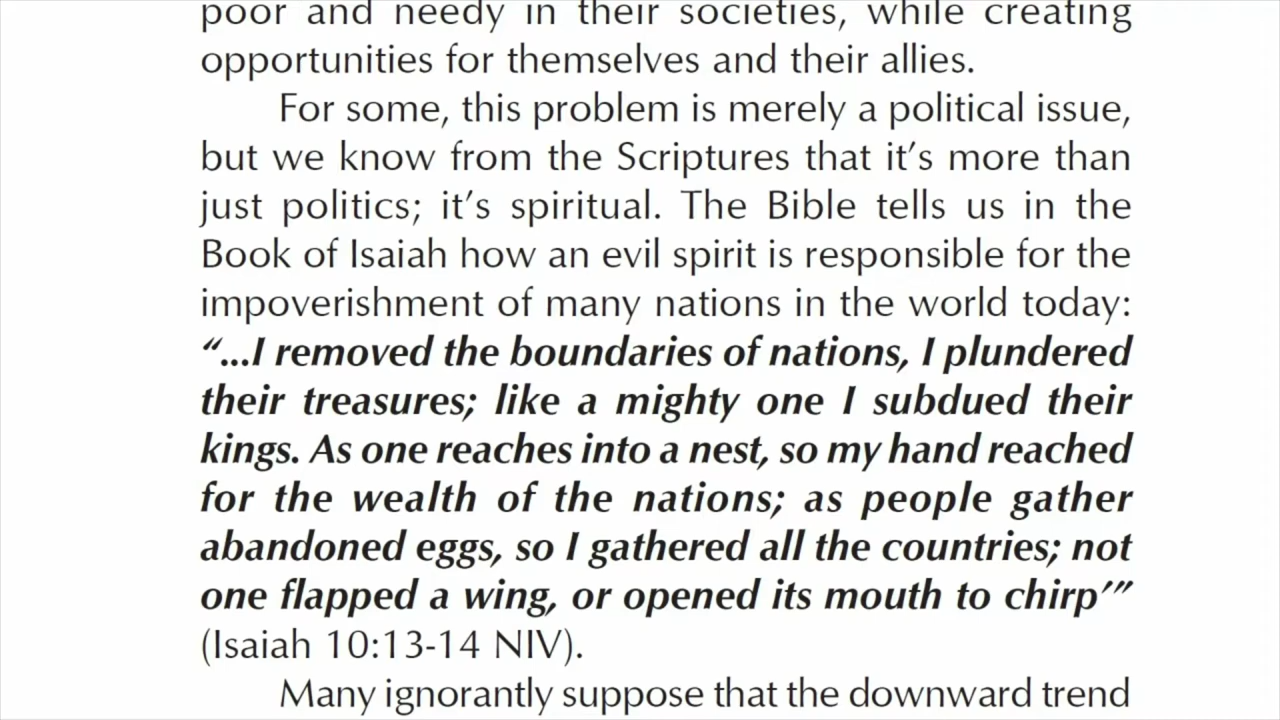 poor and needy in their societies, while creating
opportunities for themselves and their allies.
For some, this problem is merely a political issue,
but we know from the Scriptures that it’s more than
just politics; it’s spiritual. The Bible tells us in the
Book of Isaiah how an evil spirit is responsible for the
impoverishment of many nations in the world today:
“...I removed the boundaries of nations, I plundered
their treasures; like a mighty one I subdued their
kings. As one reaches into a nest, so my hand reached
for the wealth of the nations; as people gather
abandoned eggs, so I gathered all the countries; not
one flapped a wing, or opened its mouth to chirp’”
(Isaiah 10:13-14 NIV).
Many ignorantly suppose that the downward trend